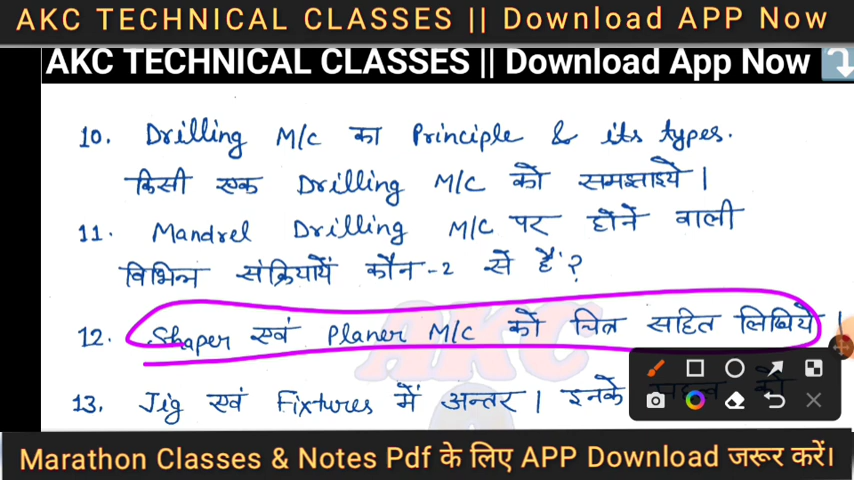 AKC TECHNICAL CLASSES || Download APP Now
AKC TECHNICAL CLASSES || Download App Now
10. Drilling M/c का Principle & its types.
किसी एक Drilling M/C को समझाइये |
11. Mandrel Drilling M/C पर होने वाली
विभिन्न संक्रियायें कौन-2 से हैं?
12. Shaper एवं Planer M/C को चित्र सहित लिखिये |
13. Jig एवं Fixtures में अन्तर | इनके
AKC
Marathon Classes & Notes Pdf के लिए APP Download जरूर करें।